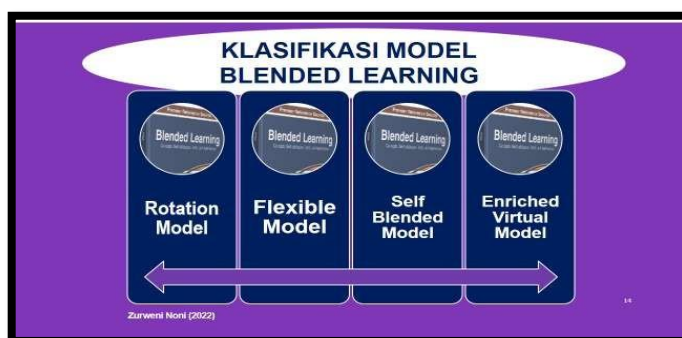 KLASIFIKASI MODEL
BLENDED LEARNING
Blended Learning
Blended Learning
Blended Learning
Blended Learning
Rotation
Model
Flexible
Model
Self
Blended
Model
Enriched
Virtual
Model
14
Zurweni Noni (2022)